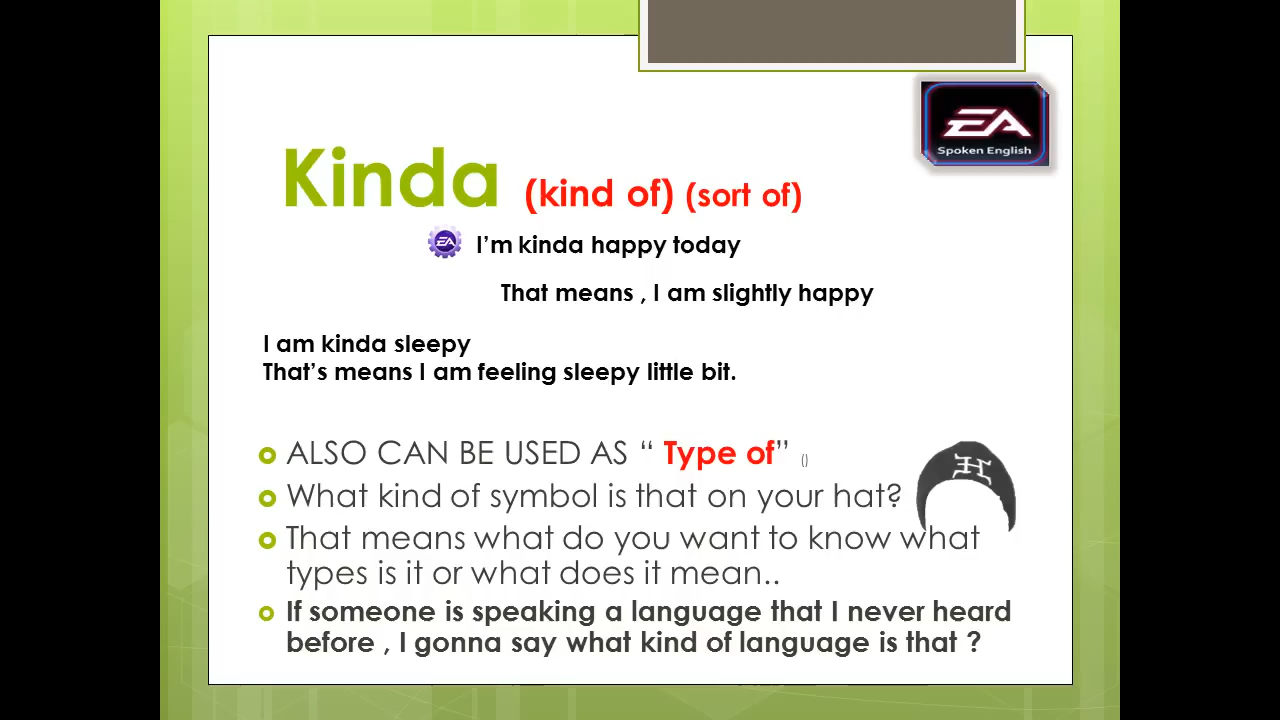 EA
Spoken English
Kinda (kind of) (sort of)
EA I’m kinda happy today
That means , I am slightly happy
I am kinda sleepy
That’s means I am feeling sleepy little bit.
ALSO CAN BE USED AS “ Type of” ()
What kind of symbol is that on your hat?
That means what do you want to know what
types is it or what does it mean..
If someone is speaking a language that I never heard
before , I gonna say what kind of language is that ?